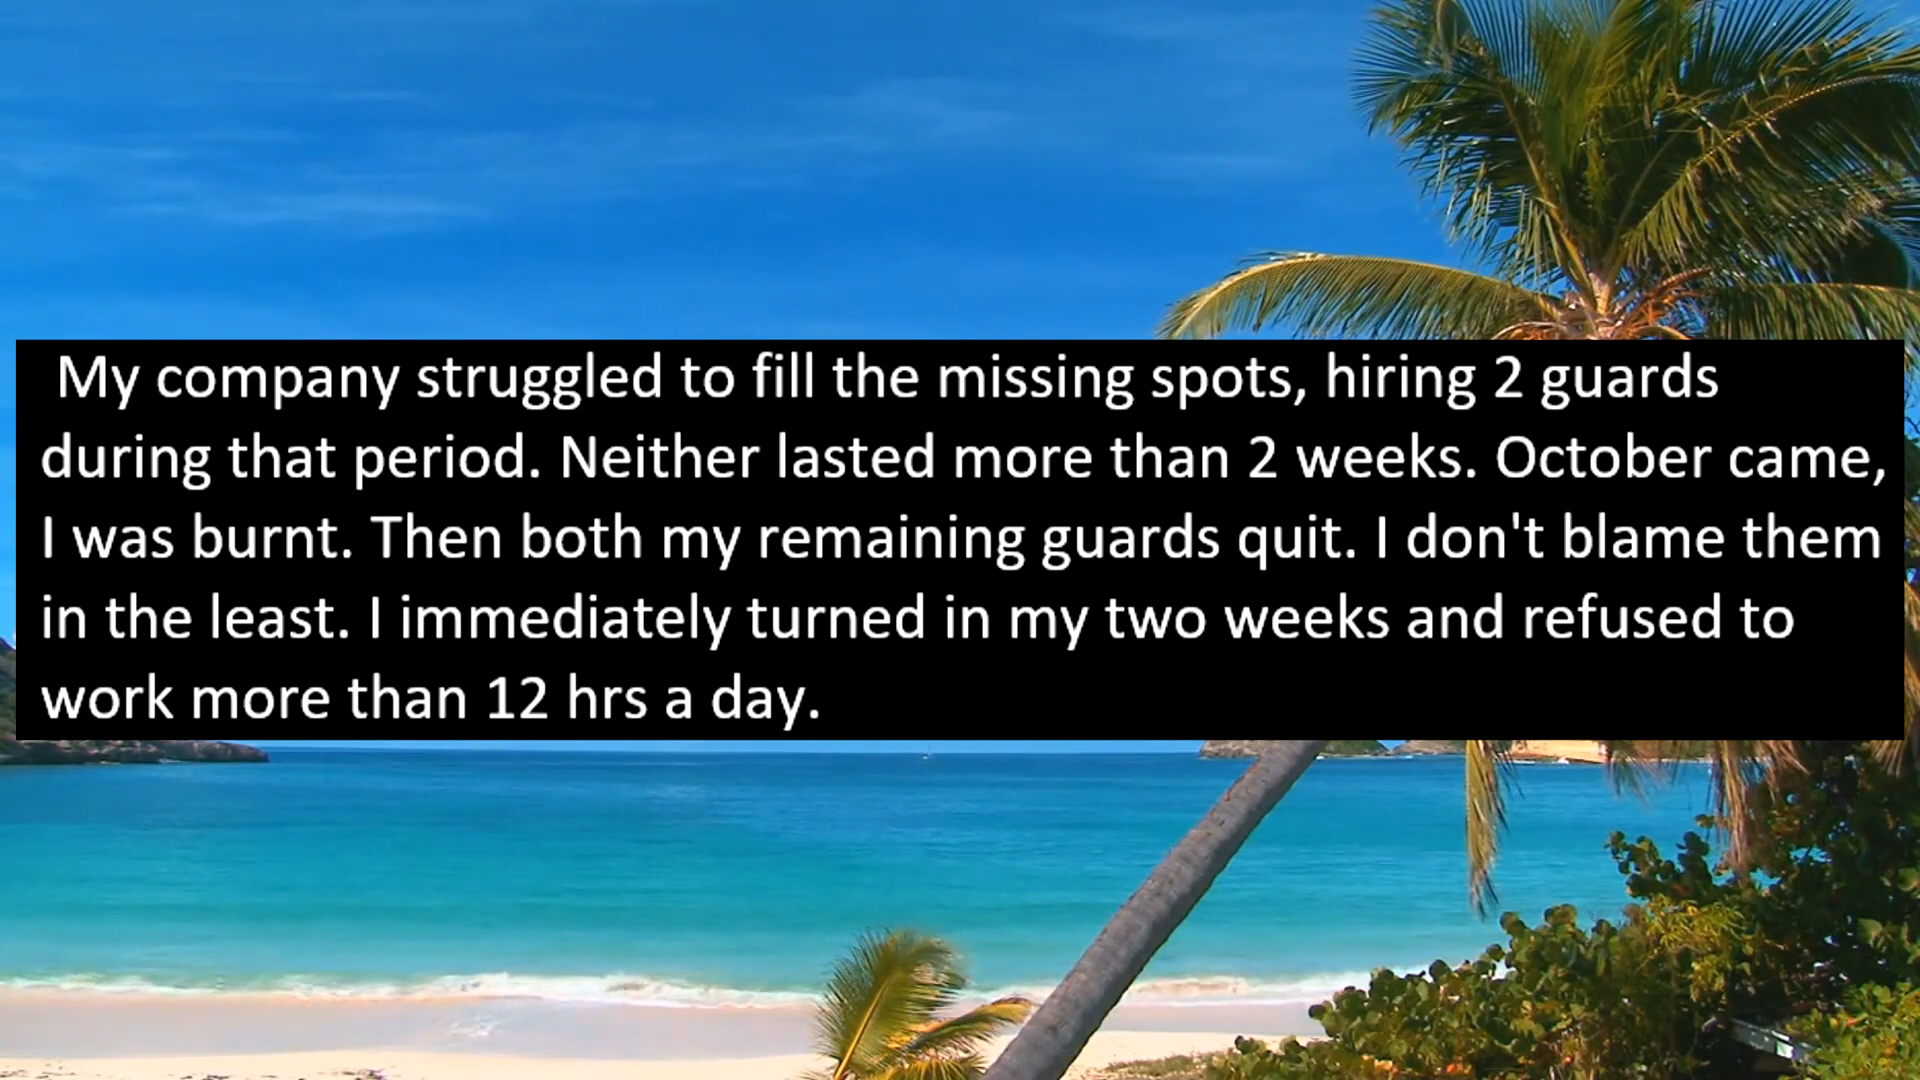 My company struggled to fill the missing spots, hiring 2 guards
during that period. Neither lasted more than 2 weeks. October came,
I was burnt. Then both my remaining guards quit. I don't blame them
in the least. I immediately turned in my two weeks and refused to
work more than 12 hrs a day.